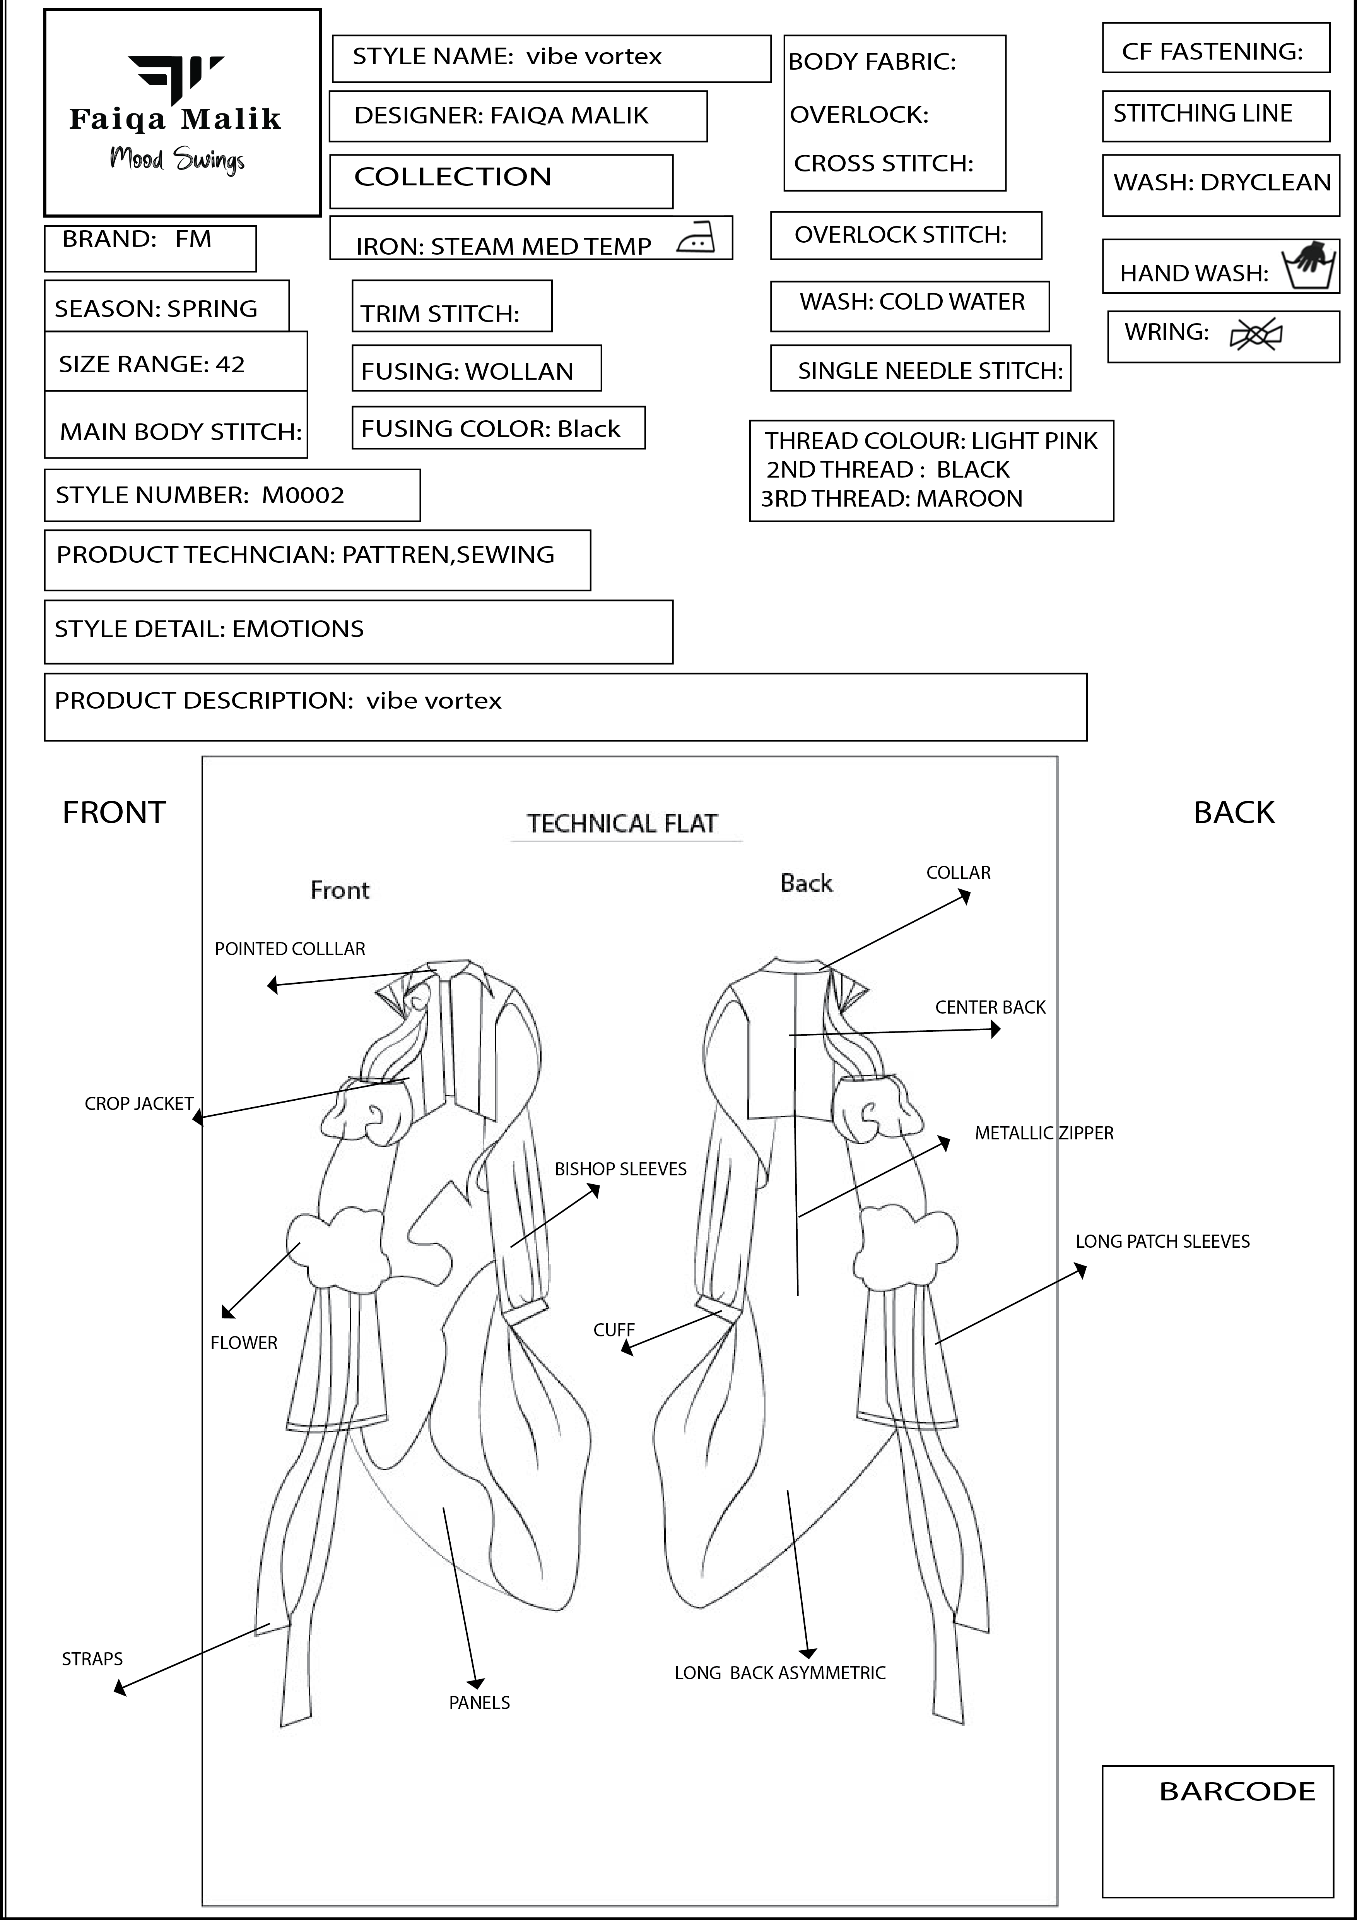 Faiqa Malik
Mood Swings
STYLE NAME: vibe vortex
DESIGNER: FAIQA MALIK
COLLECTION
IRON: STEAM MED TEMP
BODY FABRIC:
OVERLOCK:
CROSS STITCH:
CF FASTENING:
STITCHING LINE
WASH: DRYCLEAN
BRAND: FM
OVERLOCK STITCH:
HAND WASH:
SEASON: SPRING
TRIM STITCH:
WASH: COLD WATER
WRING:
SIZE RANGE: 42
FUSING: WOLLAN
SINGLE NEEDLE STITCH:
MAIN BODY STITCH:
FUSING COLOR: Black
THREAD COLOUR: LIGHT PINK
2ND THREAD : BLACK
3RD THREAD: MAROON
STYLE NUMBER: M0002
PRODUCT TECHNCIAN: PATTREN,SEWING
STYLE DETAIL: EMOTIONS
PRODUCT DESCRIPTION: vibe vortex
FRONT
BACK
TECHNICAL FLAT
Front
Back
COLLAR
POINTED COLLLAR
CENTER BACK
CROP JACKET
METALLIC ZIPPER
BISHOP SLEEVES
LONG PATCH SLEEVES
FLOWER
CUFF
STRAPS
PANELS
LONG BACK ASYMMETRIC
BARCODE